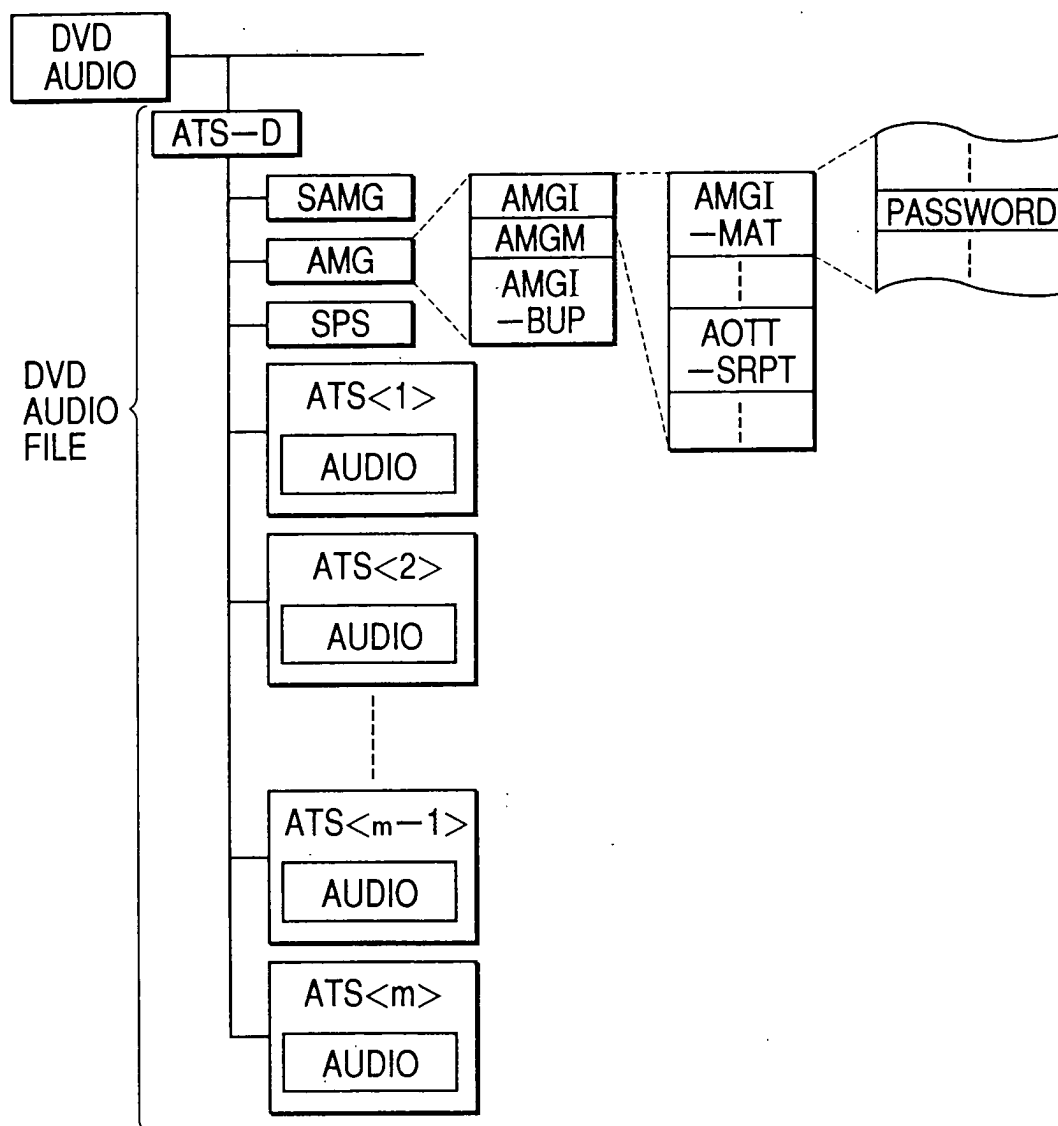 DVD
AUDIO
ATS—D
SAMG
AMG
SPS
AMGI
AMGM
AMGI
—BUP
AMGI
—MAT
AOTT
—SRPT
PASSWORD
DVD
AUDIO
FILE
ATS<1>
AUDIO
ATS<2>
AUDIO
ATS<m—1>
AUDIO
ATS<m>
AUDIO